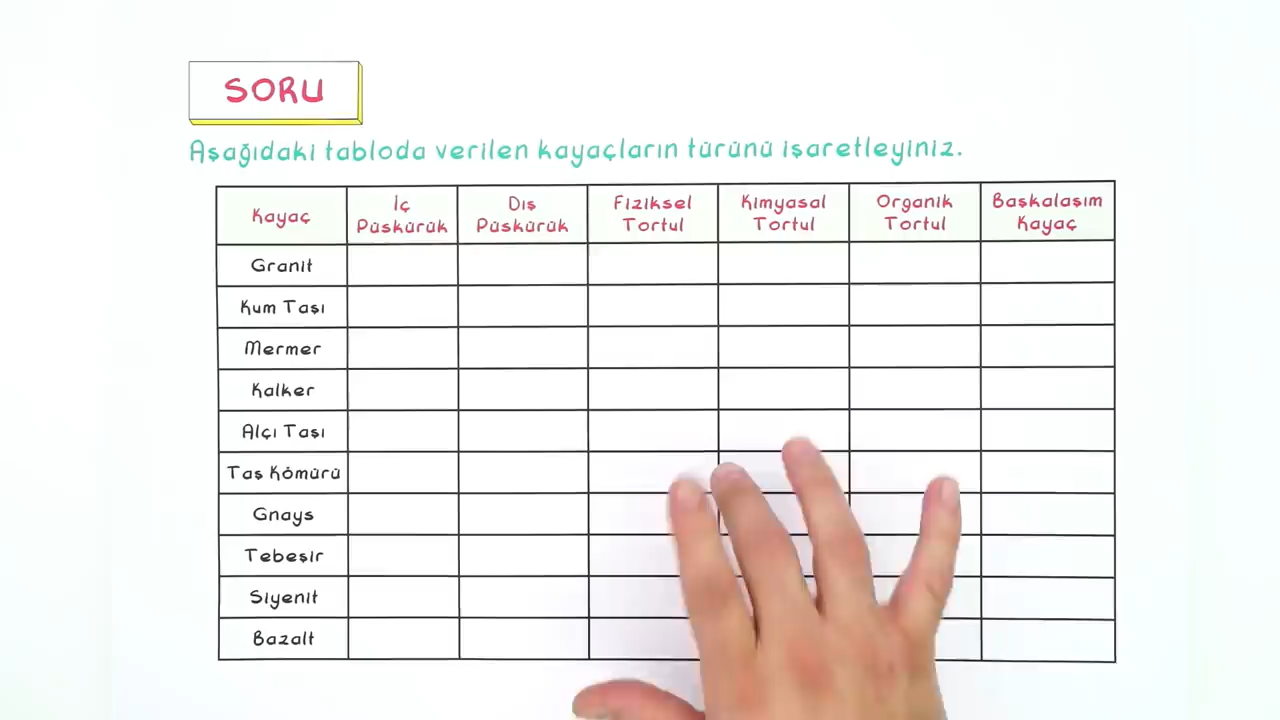 SORU
Aşağıdaki tabloda verilen kayaçların türünü işaretleyiniz.
Kayaç
İç
Püskürük
Dış
Püskürük
Fiziksel
Tortul
Kimyasal
Tortul
Organik
Tortul
Başkalaşım
Kayaç
Granit
Kum Taşı
Mermer
Kalker
Alçı Taşı
Taş Kömürü
Gnays
Tebeşir
Siyenit
Bazalt